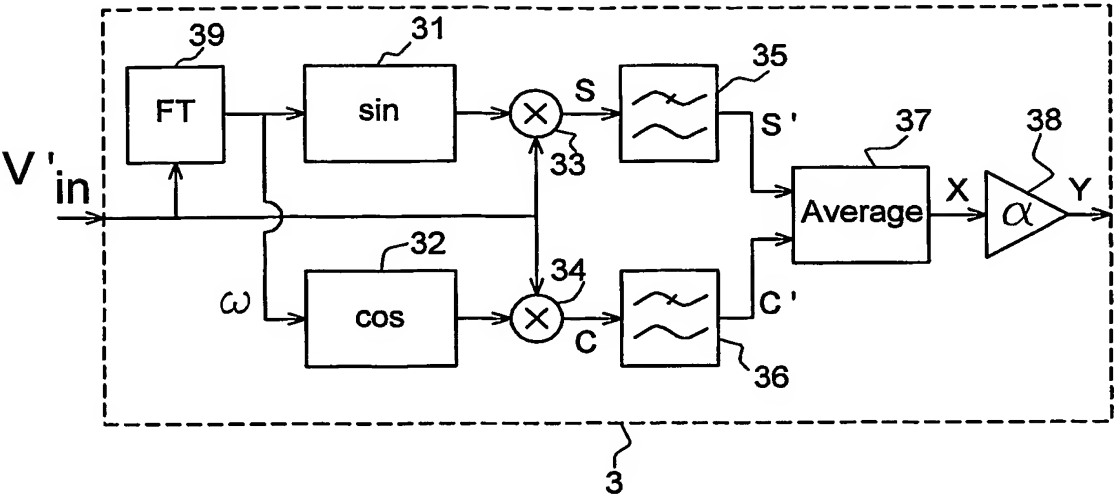 39
31
FT
sin
33
S
35
S'
37
38
V'in
Average
X
α
Y
32
34
ω
cos
C
C'
36
3